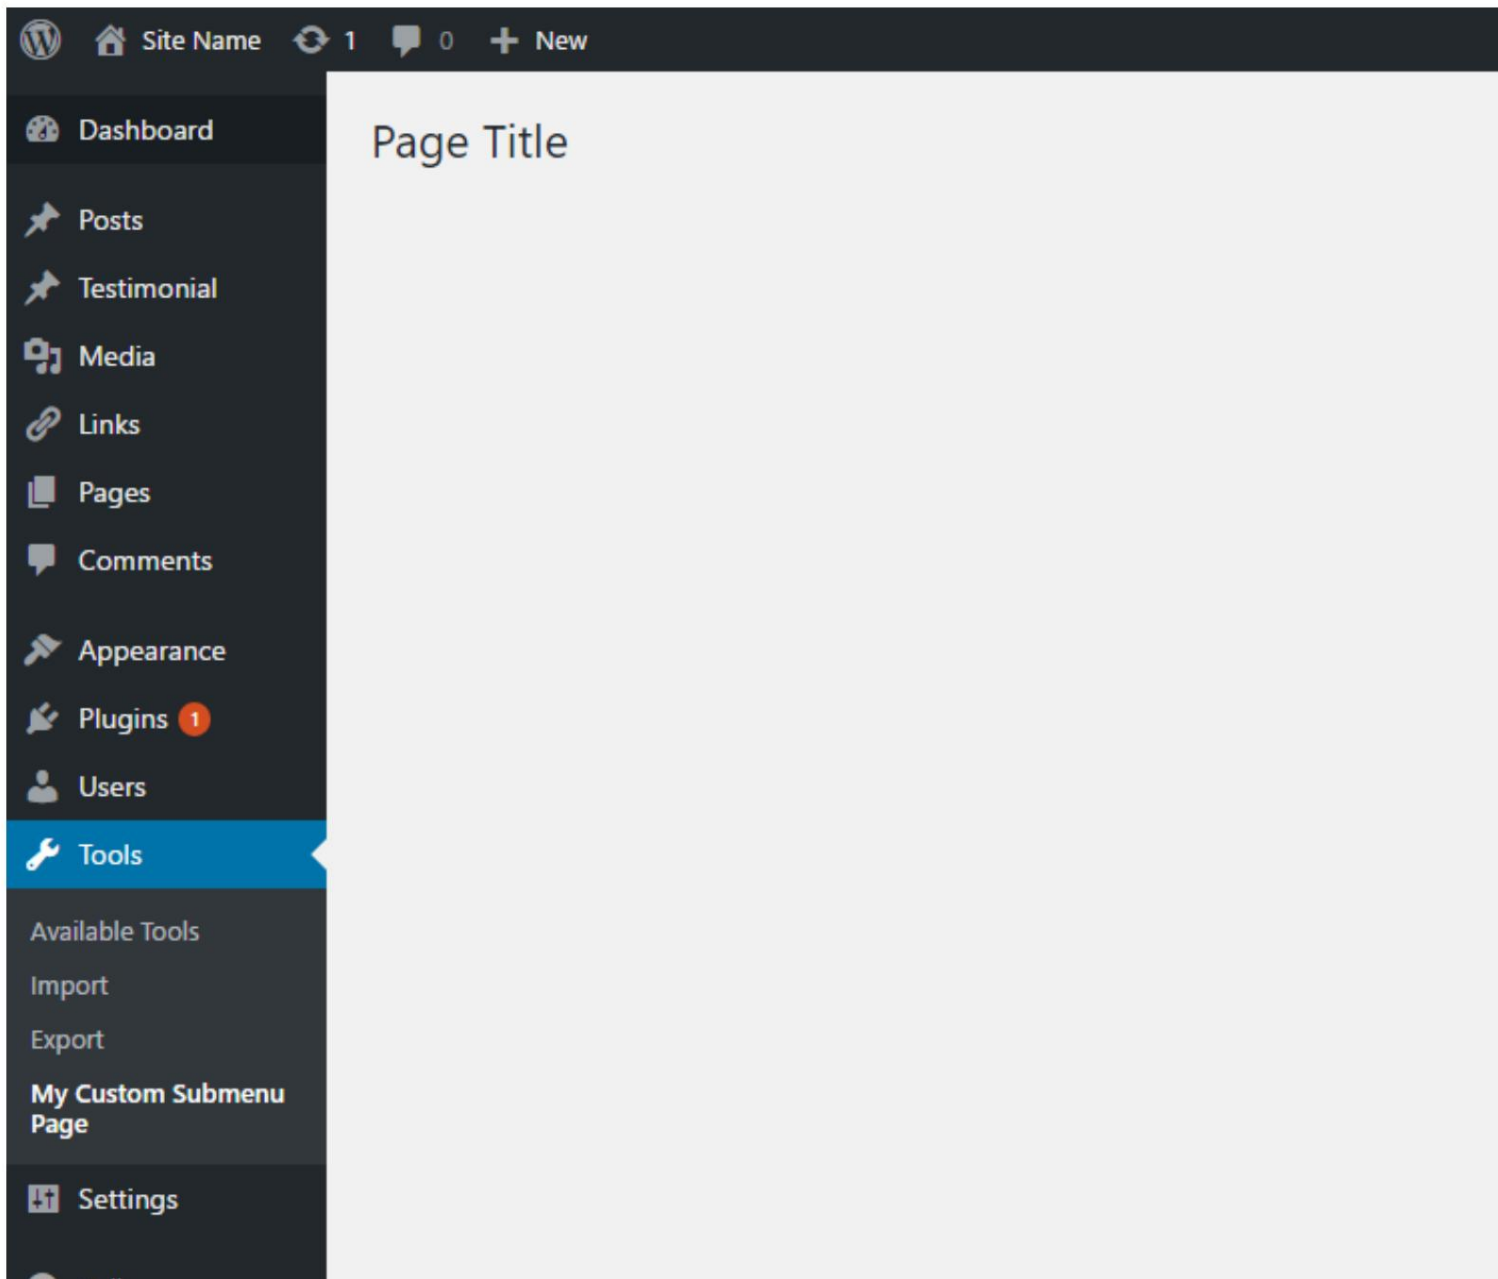 Site Name 1 0 New
Dashboard
Page Title
Posts
Testimonial
Media
Links
Pages
Comments
Appearance
Plugins 1
Users
Tools
Available Tools
Import
Export
My Custom Submenu
Page
Settings